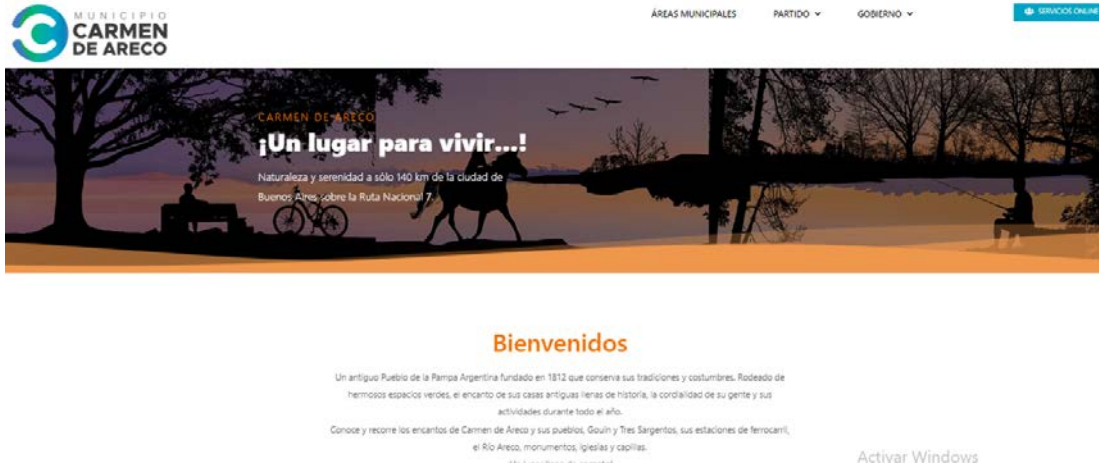 MUNICIPIO
CARMEN
DE ARECO
ÁREAS MUNICIPALES
PARTIDO
GOBIERNO
SERVICIOS ONLINE
CARMEN DE ARECO
¡Un lugar para vivir...!
Naturaleza y serenidad a sólo 140 km de la ciudad de
Buenos Aires sobre la Ruta Nacional 7.
Bienvenidos
Un antiguo Pueblo de la Pampa Argentina fundado en 1812 que conserva sus tradiciones y costumbres. Rodeado de
hermosos espacios verdes, el encanto de sus casas antiguas llenas de historia, la cordialidad de su gente y sus
actividades durante todo el año.
Conoce y recorre los encantos de Carmen de Areco y sus pueblos, Gouin y Tres Sargentos, sus estaciones de ferrocarril,
el Río Areco, monumentos, iglesias y capillas.
Activar Windows